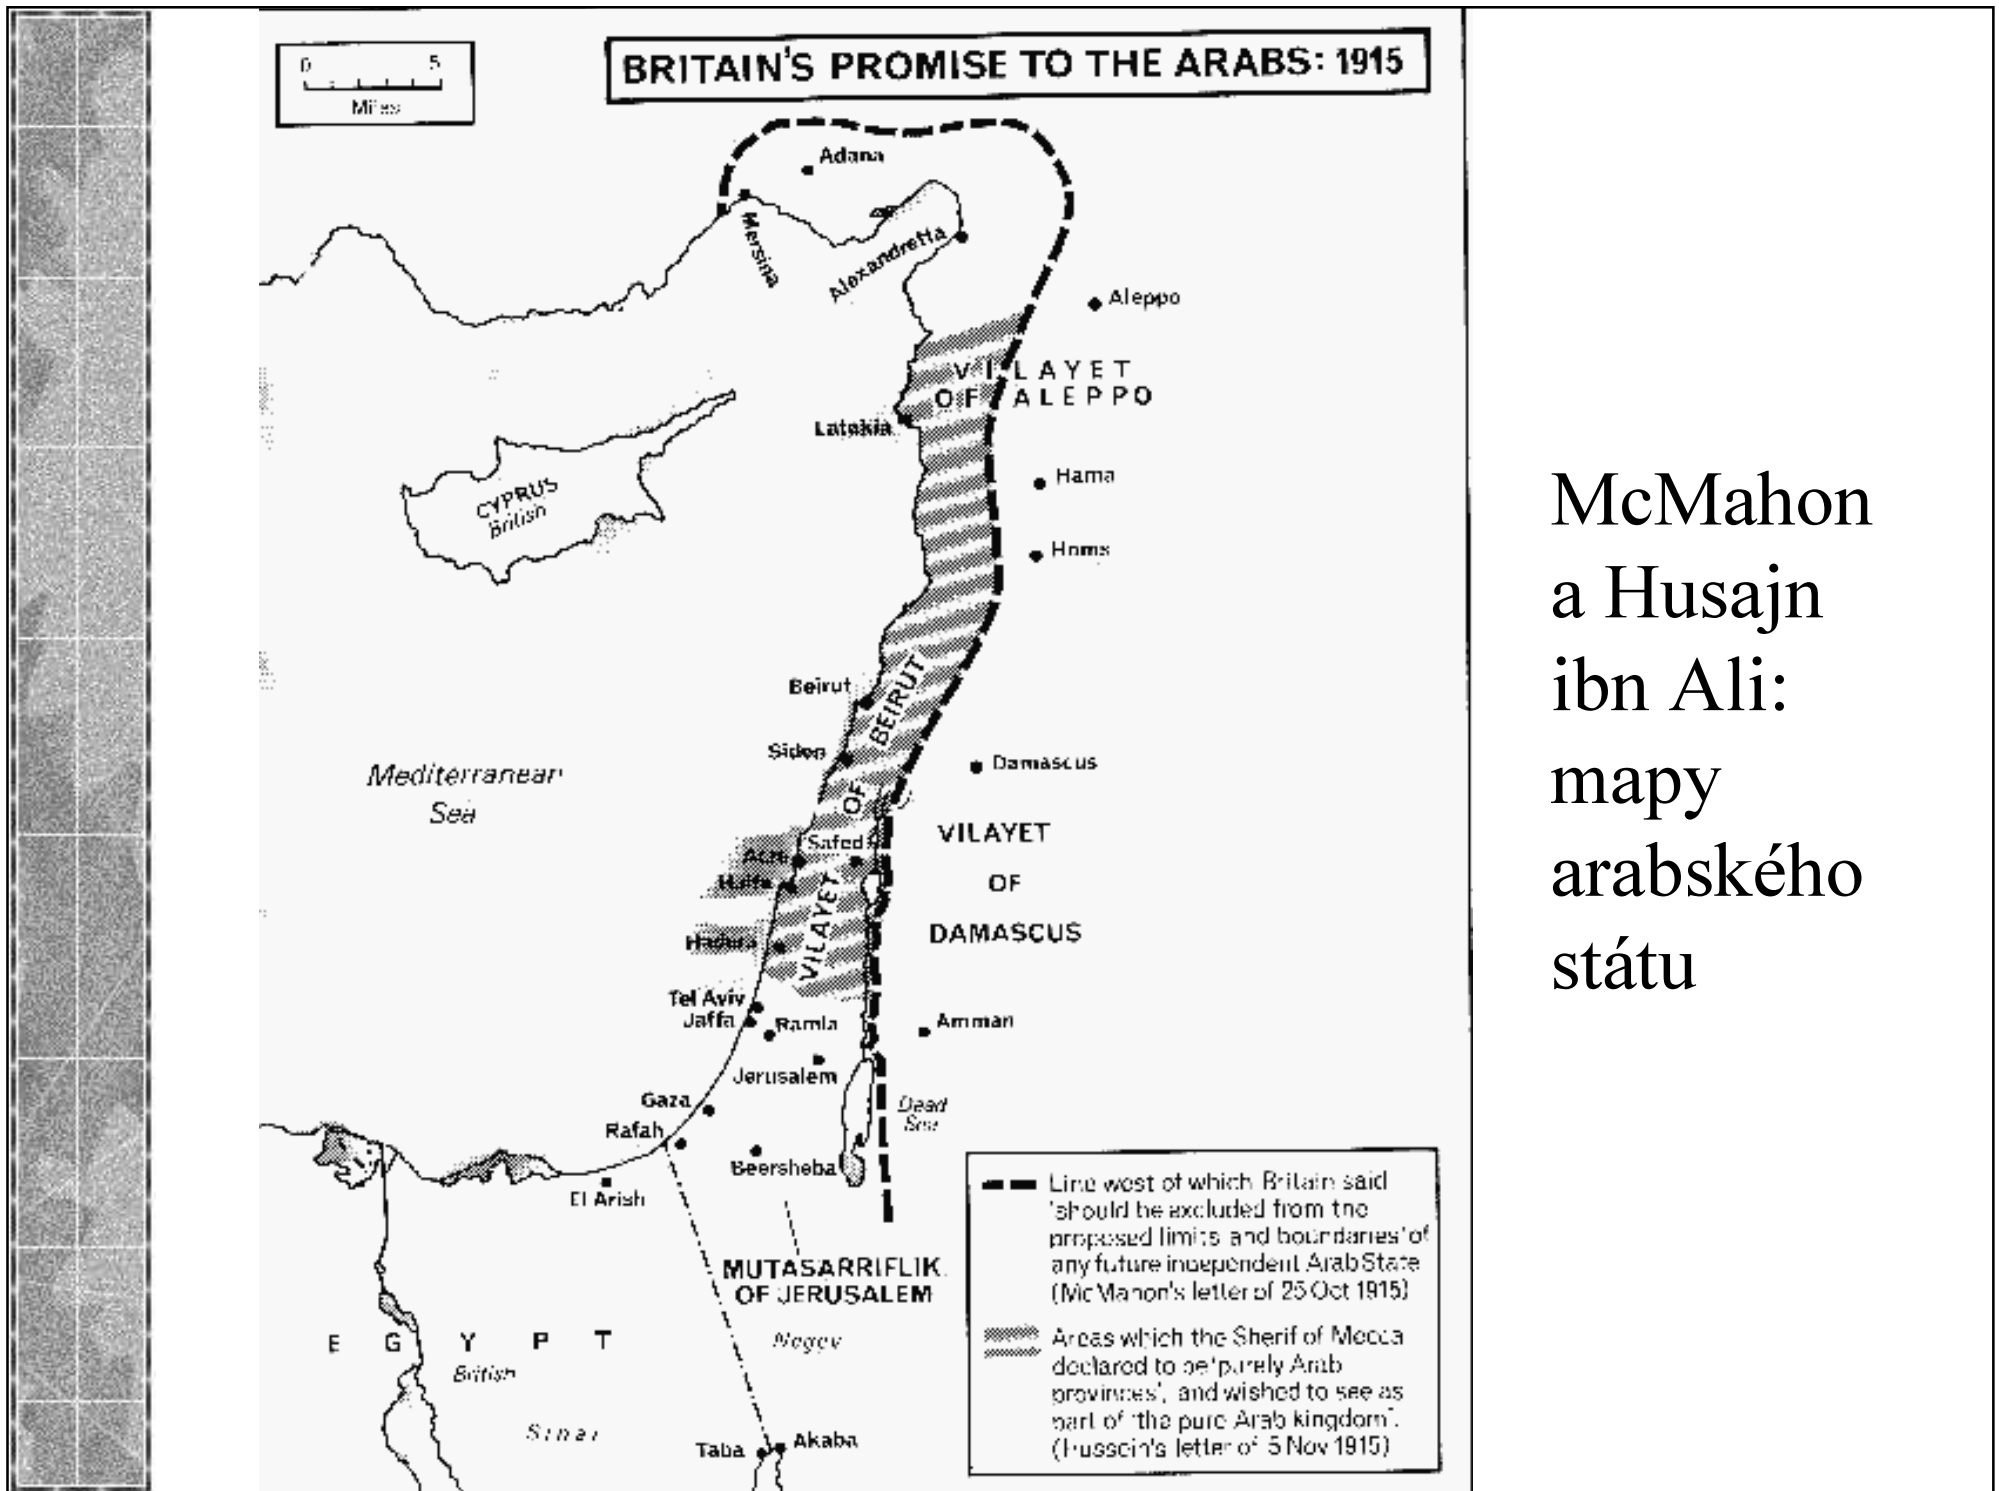 BRITAIN'S PROMISE TO THE ARABS: 1915
0 5
Miles
Adana
Mersina
Alexandretta
Aleppo
VILAYET
OF ALEPPO
Latakia
Hama
CYPRUS
British
Homs
Beirut
Sidon
Damascus
Mediterranean
Sea
VILAYET OF BEIRUT
Safed
Acre
Haifa
Hadera
VILAYET
OF
DAMASCUS
Tel Aviv
Jaffa
Ramla
Amman
Jerusalem
Gaza
Dead
Sea
Rafah
Beersheba
El Arish
MUTASARRIFLIK
OF JERUSALEM
EGYPT
British
Negev
Sinai
Taba
Akaba
Line west of which Britain said
'should be excluded from the
proposed limits and boundaries' of
any future independent Arab State
(McMahon's letter of 25 Oct 1915)
Areas which the Sherif of Mecca
declared to be 'purely Arab
provinces', and wished to see as
part of 'the pure Arab kingdom'.
(Hussein's letter of 5 Nov 1915)
McMahon
a Husajn
ibn Ali:
mapy
arabského
státu